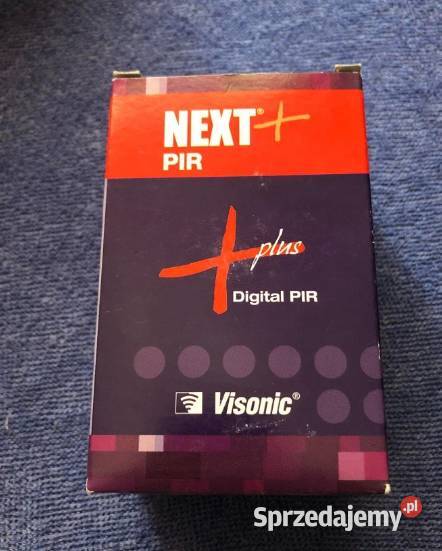 NEXT®+
PIR
plus
Digital PIR
Visonic®
Sprzedajemy.pl